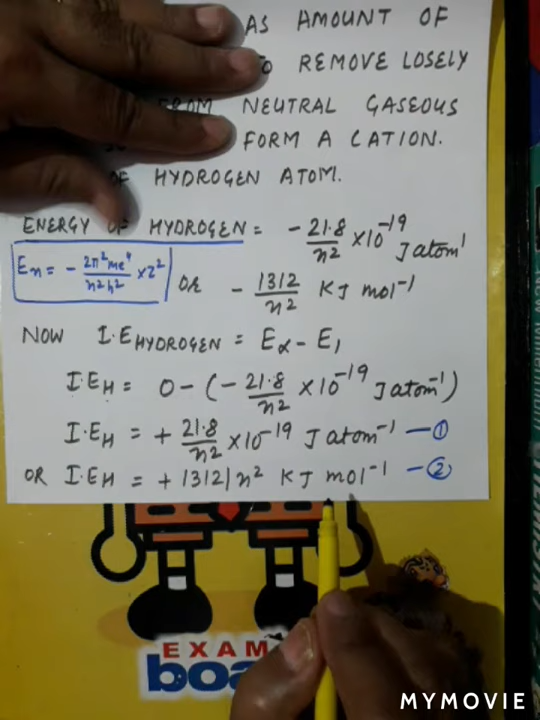 AS AMOUNT OF
TO REMOVE LOSELY
FROM NEUTRAL GASEOUS
FORM A CATION.
OF HYDROGEN ATOM.
ENERGY OF HYDROGEN = - 21.8/n² × 10⁻¹⁹ J atom⁻¹
En = - 2π²me⁴/n²h² × Z² OR - 1312/n² KJ mol⁻¹
NOW I.E HYDROGEN = E∝ - E₁
I.E H = 0 - (- 21.8/n² × 10⁻¹⁹ J atom⁻¹)
I.E H = + 21.8/n² × 10⁻¹⁹ J atom⁻¹ — ①
OR I.E H = + 1312/n² KJ mol⁻¹ — ②
EXAM
boa
MYMOVIE